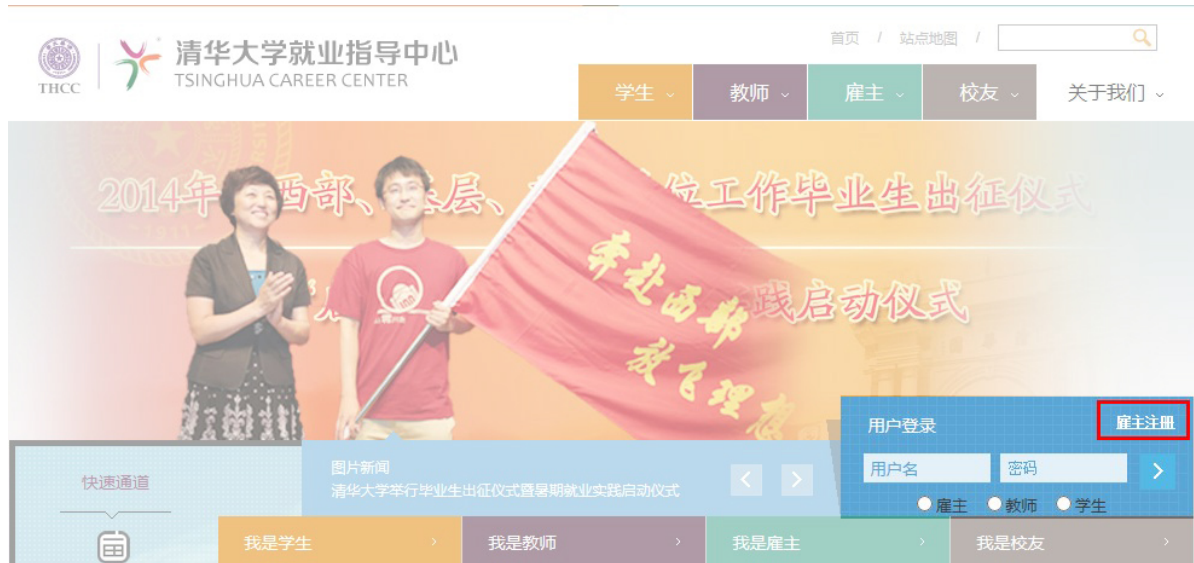 首页 / 站点地图 /
清华大学就业指导中心
TSINGHUA CAREER CENTER
THCC
学生
教师
雇主
校友
关于我们
2014年
西部、基层、
位工作毕业生出征仪式
践启动仪式
奔赴西部
放飞理想
用户登录
雇主注册
用户名
密码
雇主
教师
学生
快速通道
图片新闻
清华大学举行毕业生出征仪式暨暑期就业实践启动仪式
我是学生
我是教师
我是雇主
我是校友